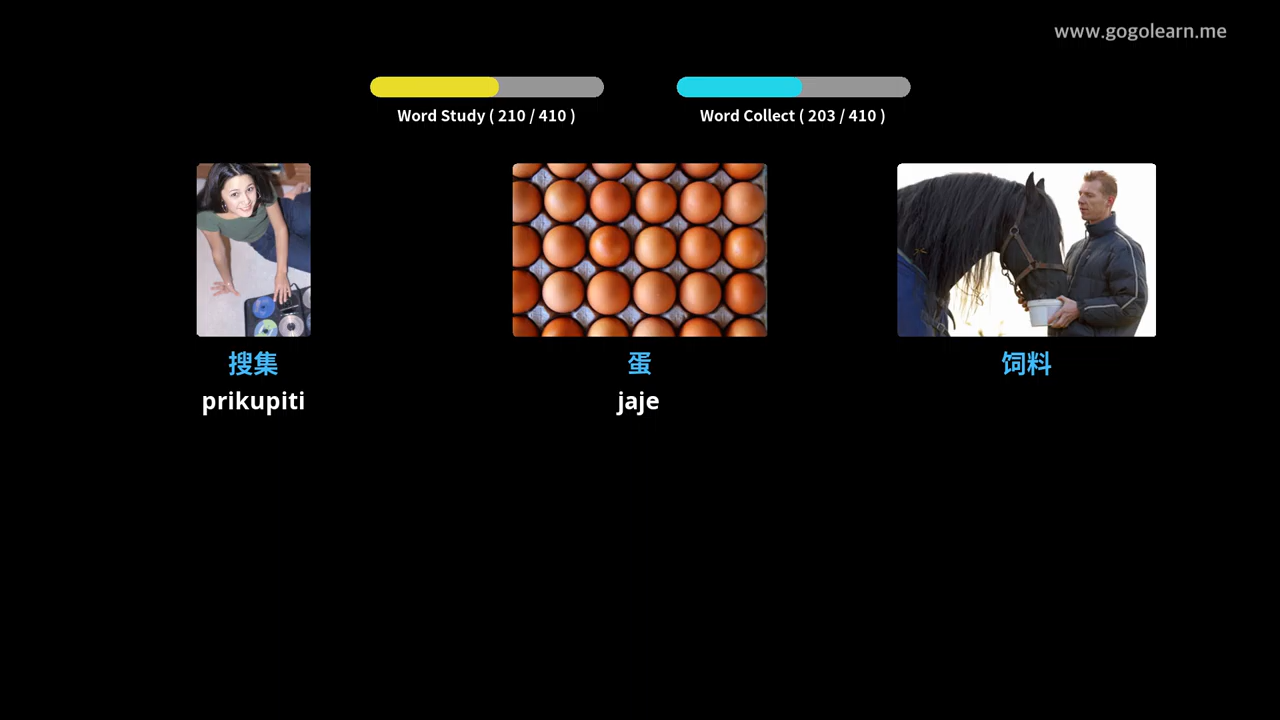 www.gogolearn.me
Word Study ( 210 / 410 )
Word Collect ( 203 / 410 )
搜集
蛋
饲料
prikupiti
jaje